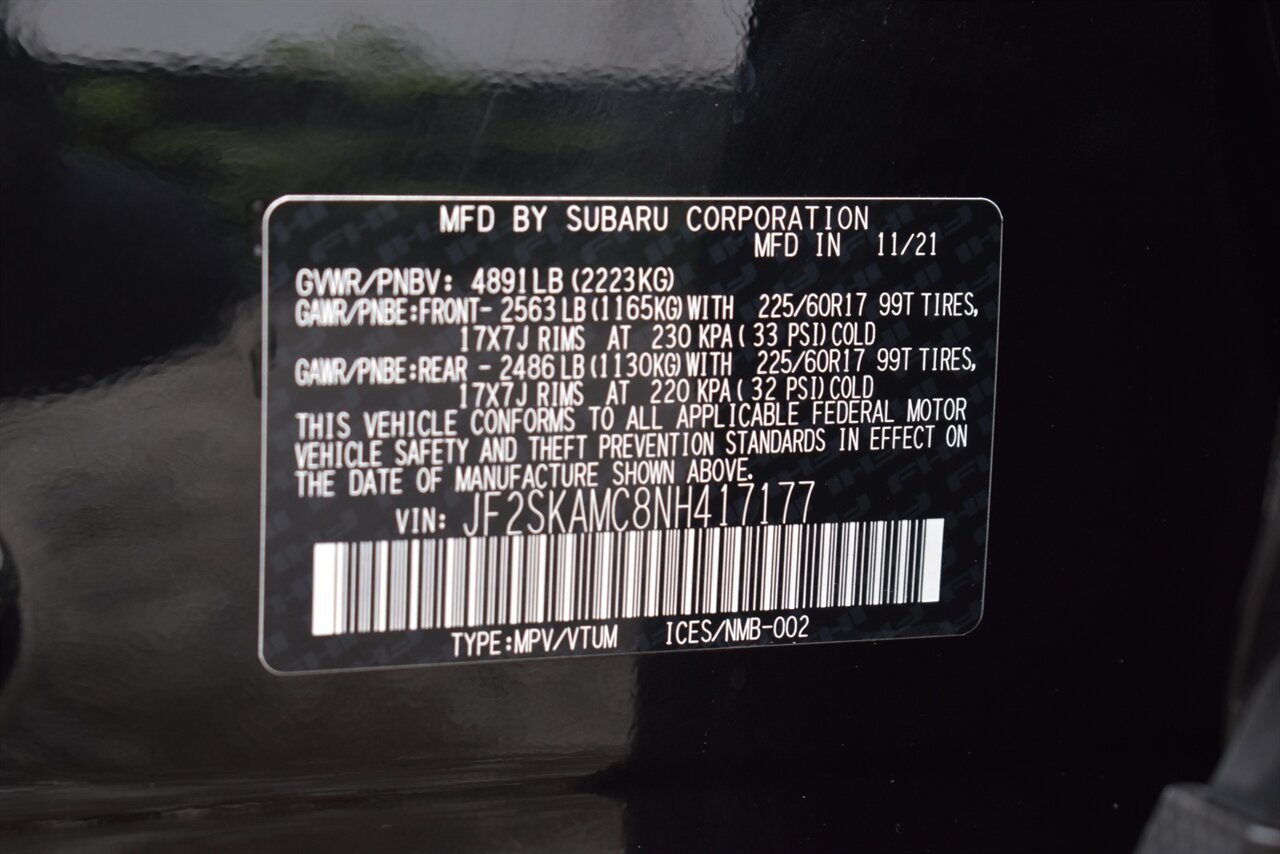 MFD BY SUBARU CORPORATION
MFD IN 11/21
GVWR/PNBV: 4891LB (2223KG)
GAWR/PNBE:FRONT- 2563 LB (1165KG) WITH 225/60R17 99T TIRES,
17X7J RIMS AT 230 KPA( 33 PSI) COLD
GAWR/PNBE:REAR - 2486 LB (1130KG) WITH 225/60R17 99T TIRES,
17X7J RIMS AT 220 KPA( 32 PSI) COLD
THIS VEHICLE CONFORMS TO ALL APPLICABLE FEDERAL MOTOR
VEHICLE SAFETY AND THEFT PREVENTION STANDARDS IN EFFECT ON
THE DATE OF MANUFACTURE SHOWN ABOVE.
VIN: JF2SKAMC8NH417177
TYPE:MPV/VTUM ICES/NMB-002